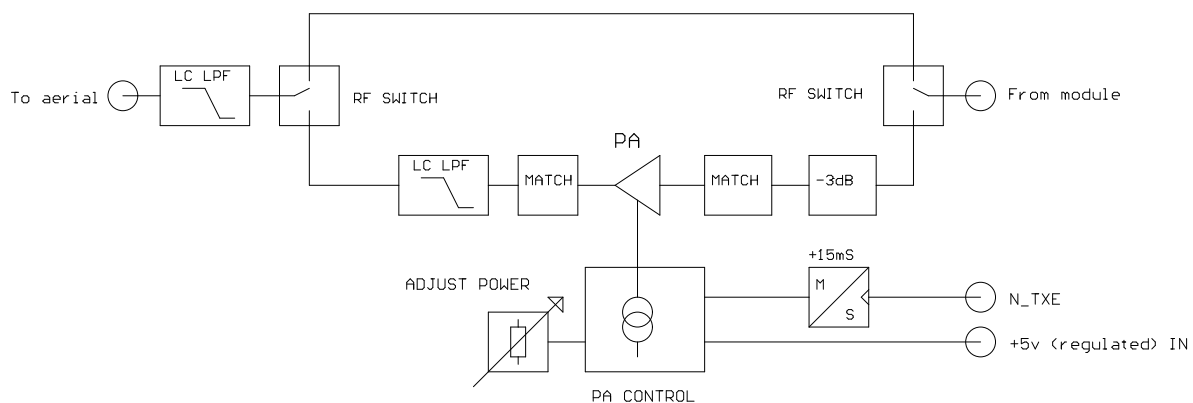 LC LPF
To aerial
RF SWITCH
RF SWITCH
From module
PA
LC LPF
MATCH
MATCH
-3dB
+15mS
ADJUST POWER
M
S
N_TXE
+5v (regulated) IN
PA CONTROL